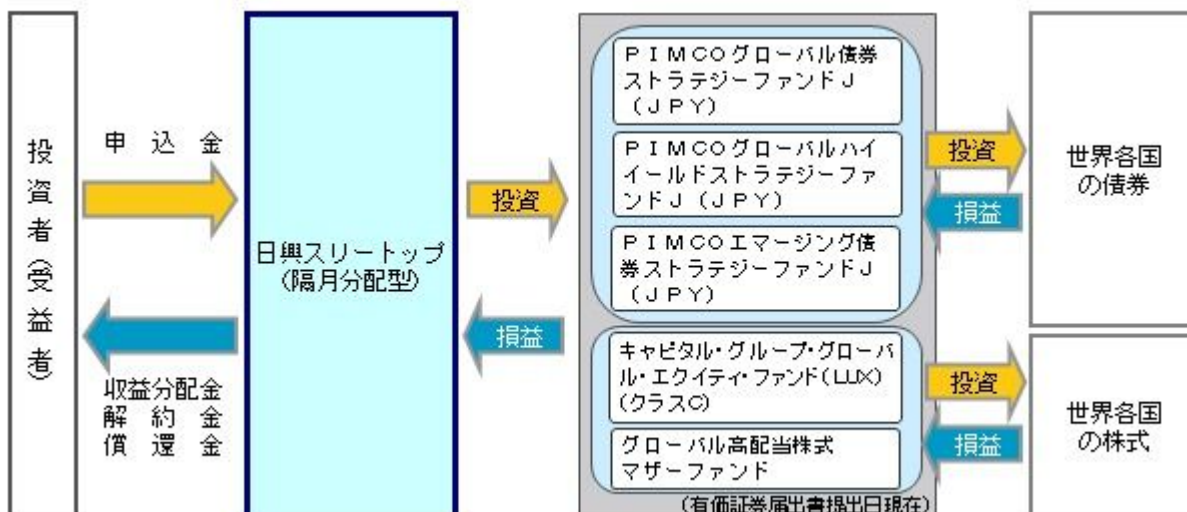 投資者(受益者)
申込金
収益分配金
解約金
償還金
日興スリートップ
(隔月分配型)
投資
損益
PIMCOグローバル債券
ストラテジーファンドJ
(JPY)
PIMCOグローバルハイ
イールドストラテジーファ
ンドJ(JPY)
PIMCOエマージング債
券ストラテジーファンドJ
(JPY)
キャピタル・グループ・グローバ
ル・エクイティ・ファンド(LUX)
(クラスC)
グローバル高配当株式
マザーファンド
(有価証券届出書提出日現在)
投資
損益
世界各国
の債券
投資
損益
世界各国
の株式